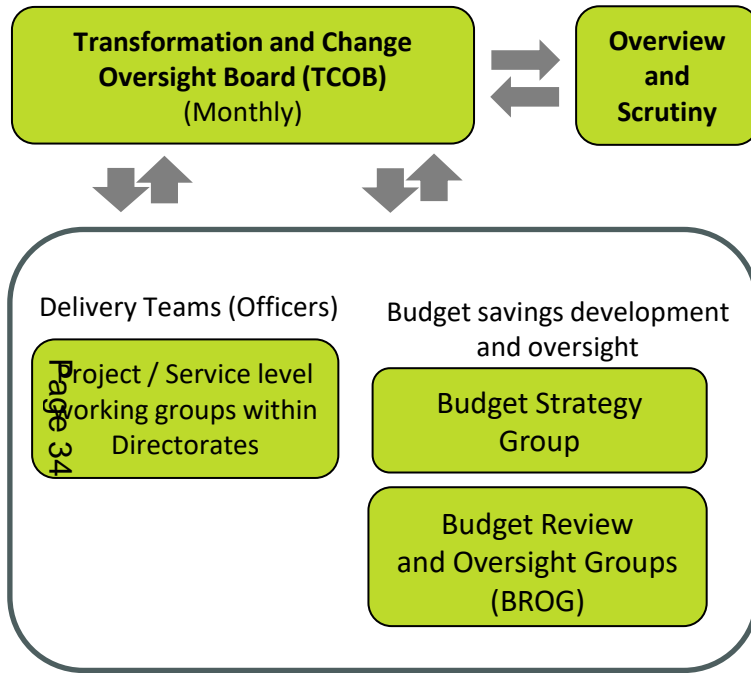 Transformation and Change
Oversight Board (TCOB)
(Monthly)
Overview
and
Scrutiny
Delivery Teams (Officers)
Project / Service level
working groups within
Directorates
Page 34
Budget savings development
and oversight
Budget Strategy
Group
Budget Review
and Oversight Groups
(BROG)